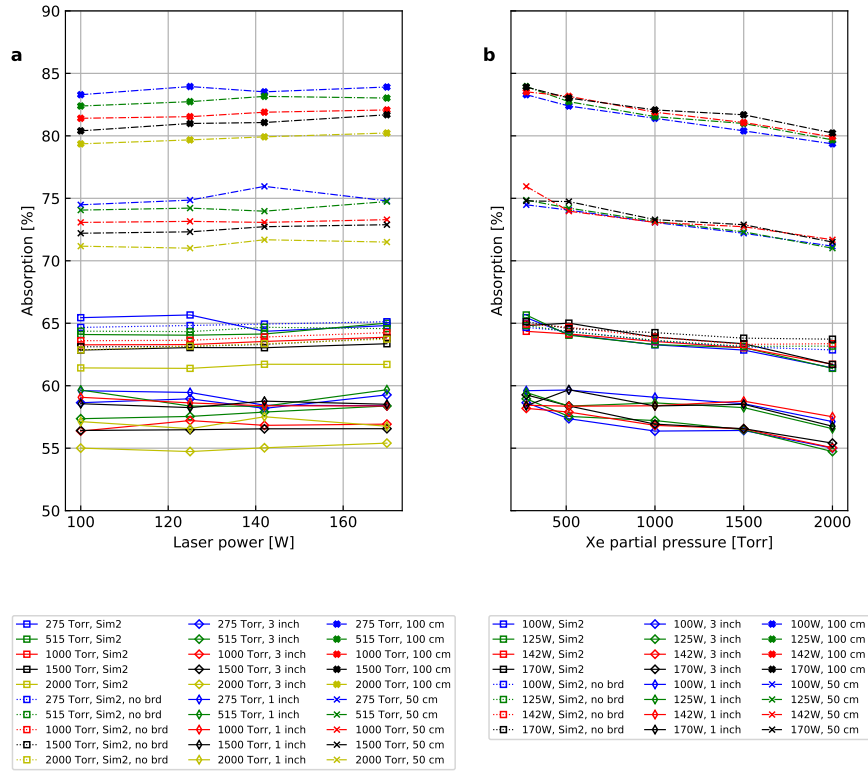 a
b
90
85
80
75
70
65
60
55
50
Absorption [%]
Absorption [%]
100 120 140 160
500 1000 1500 2000
Laser power [W]
Xe partial pressure [Torr]
275 Torr, Sim2
515 Torr, Sim2
1000 Torr, Sim2
1500 Torr, Sim2
2000 Torr, Sim2
275 Torr, Sim2, no brd
515 Torr, Sim2, no brd
1000 Torr, Sim2, no brd
1500 Torr, Sim2, no brd
2000 Torr, Sim2, no brd
275 Torr, 3 inch
515 Torr, 3 inch
1000 Torr, 3 inch
1500 Torr, 3 inch
2000 Torr, 3 inch
275 Torr, 1 inch
515 Torr, 1 inch
1000 Torr, 1 inch
1500 Torr, 1 inch
2000 Torr, 1 inch
275 Torr, 100 cm
515 Torr, 100 cm
1000 Torr, 100 cm
1500 Torr, 100 cm
2000 Torr, 100 cm
275 Torr, 50 cm
515 Torr, 50 cm
1000 Torr, 50 cm
1500 Torr, 50 cm
2000 Torr, 50 cm
100W, Sim2
125W, Sim2
142W, Sim2
170W, Sim2
100W, Sim2, no brd
125W, Sim2, no brd
142W, Sim2, no brd
170W, Sim2, no brd
100W, 3 inch
125W, 3 inch
142W, 3 inch
170W, 3 inch
100W, 1 inch
125W, 1 inch
142W, 1 inch
170W, 1 inch
100W, 100 cm
125W, 100 cm
142W, 100 cm
170W, 100 cm
100W, 50 cm
125W, 50 cm
142W, 50 cm
170W, 50 cm